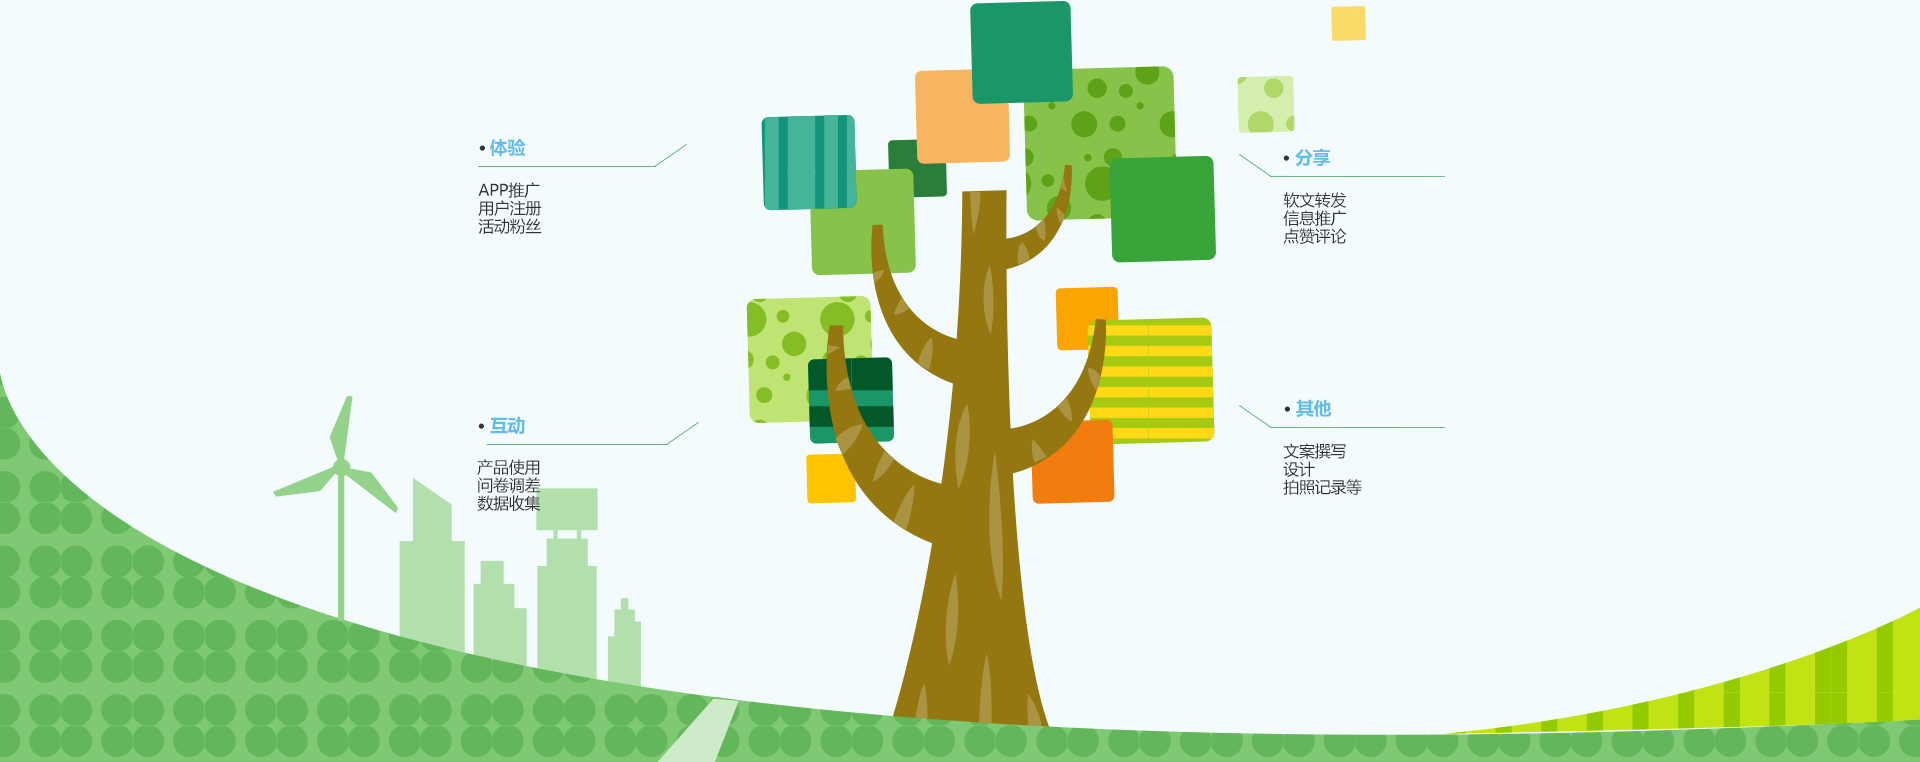 • 体验
APP推广
用户注册
活动粉丝
• 分享
软文转发
信息推广
点赞评论
• 互动
产品使用
问卷调差
数据收集
• 其他
文案撰写
设计
拍照记录等